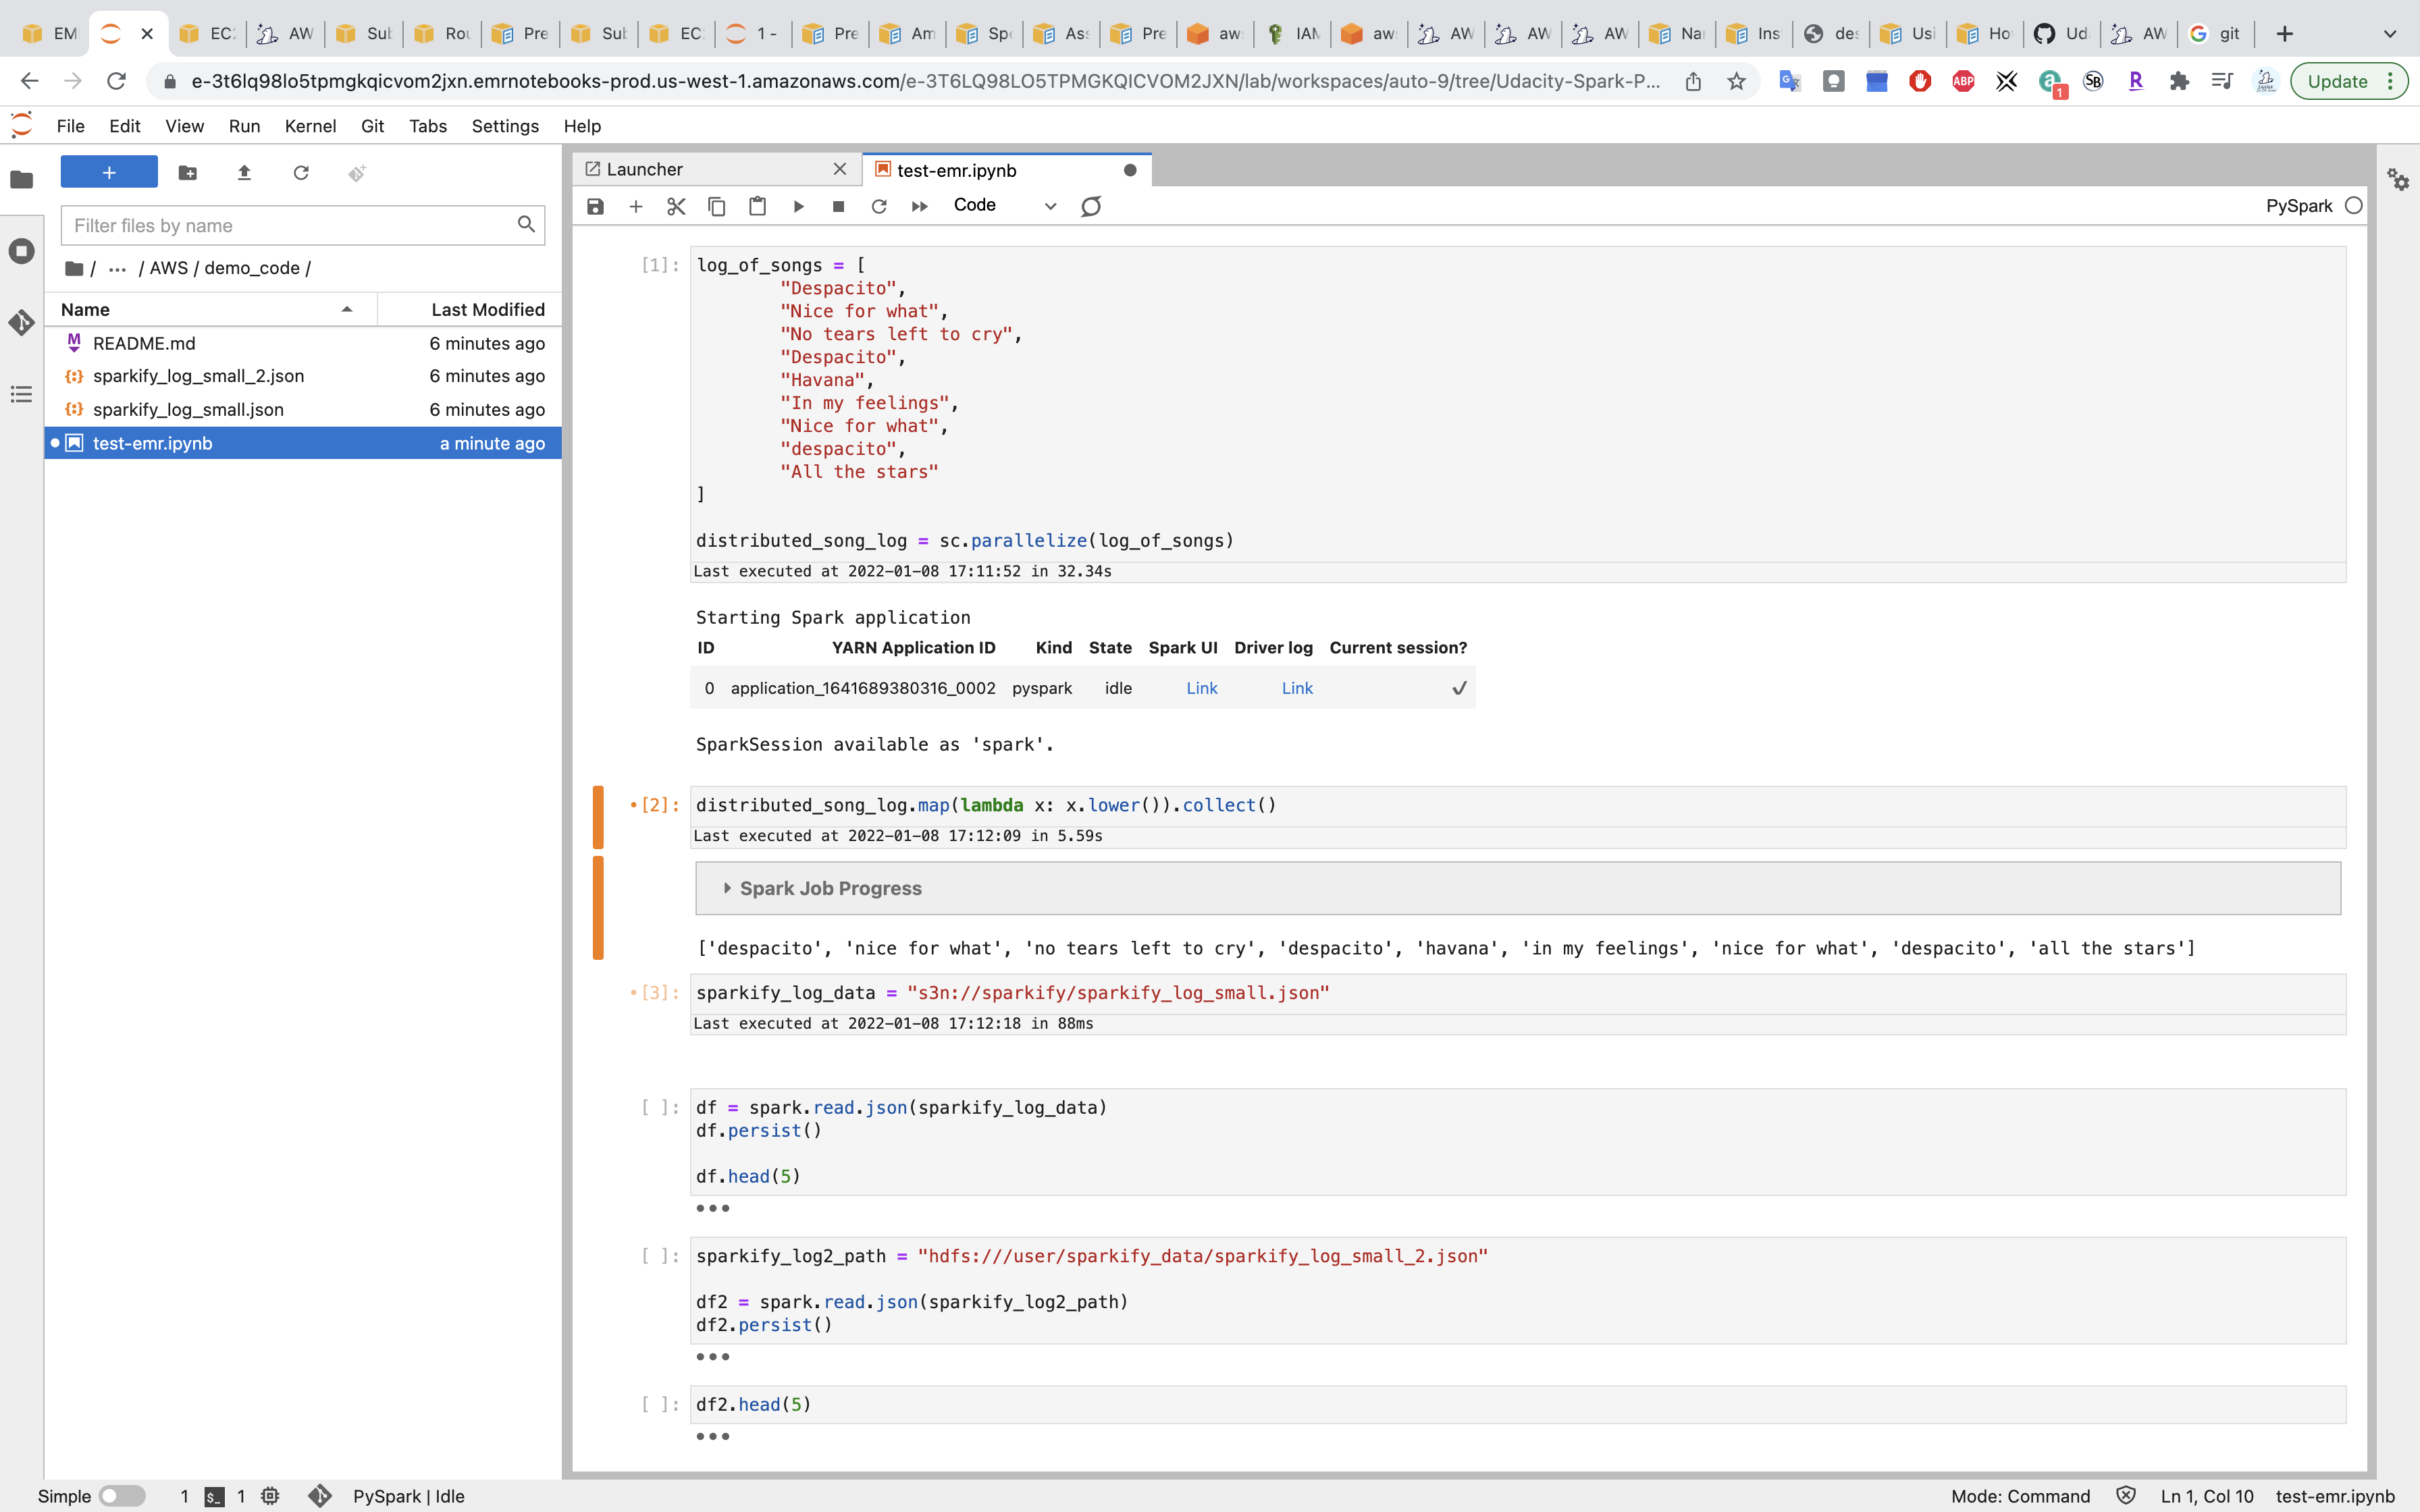 EM
EC
AW
Sub
Rou
Pre
Sub
EC
1 -
Pre
Am
Spe
Ass
Pre
aw
IAM
aw
AW
AW
AW
Na
Ins
des
Usi
Ho
Ud
AW
git
e-3t6lq98lo5tpmgkqicvom2jxn.emrnotebooks-prod.us-west-1.amazonaws.com/e-3T6LQ98LO5TPMGKQICVOM2JXN/lab/workspaces/auto-9/tree/Udacity-Spark-P...
ABP
1
SB
R
Update
File Edit View Run Kernel Git Tabs Settings Help
Filter files by name
/ ... / AWS / demo_code /
Name Last Modified
README.md 6 minutes ago
sparkify_log_small_2.json 6 minutes ago
sparkify_log_small.json 6 minutes ago
test-emr.ipynb a minute ago
Launcher
test-emr.ipynb
Code
PySpark
[1]: log_of_songs = [
"Despacito",
"Nice for what",
"No tears left to cry",
"Despacito",
"Havana",
"In my feelings",
"Nice for what",
"despacito",
"All the stars"
]
distributed_song_log = sc.parallelize(log_of_songs)
Last executed at 2022-01-08 17:11:52 in 32.34s
Starting Spark application
ID YARN Application ID Kind State Spark UI Driver log Current session?
0 application_1641689380316_0002 pyspark idle Link Link ✓
SparkSession available as 'spark'.
•[2]: distributed_song_log.map(lambda x: x.lower()).collect()
Last executed at 2022-01-08 17:12:09 in 5.59s
Spark Job Progress
['despacito', 'nice for what', 'no tears left to cry', 'despacito', 'havana', 'in my feelings', 'nice for what', 'despacito', 'all the stars']
•[3]: sparkify_log_data = "s3n://sparkify/sparkify_log_small.json"
Last executed at 2022-01-08 17:12:18 in 88ms
[ ]: df = spark.read.json(sparkify_log_data)
df.persist()
df.head(5)
•••
[ ]: sparkify_log2_path = "hdfs:///user/sparkify_data/sparkify_log_small_2.json"
df2 = spark.read.json(sparkify_log2_path)
df2.persist()
•••
[ ]: df2.head(5)
•••
Simple 1 $_ 1 PySpark | Idle
Mode: Command Ln 1, Col 10 test-emr.ipynb